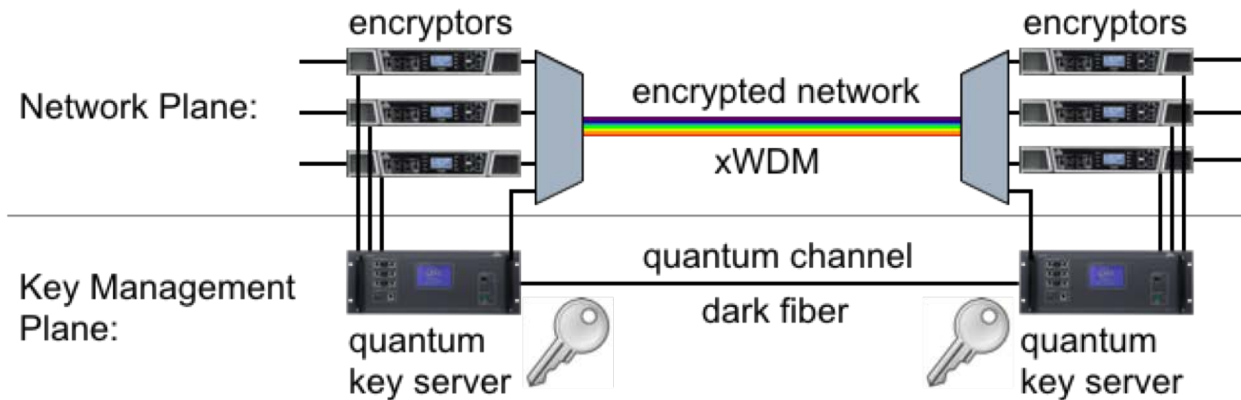 encryptors
encryptors
Network Plane:
encrypted network
xWDM
Key Management
Plane:
quantum channel
dark fiber
quantum
key server
quantum
key server